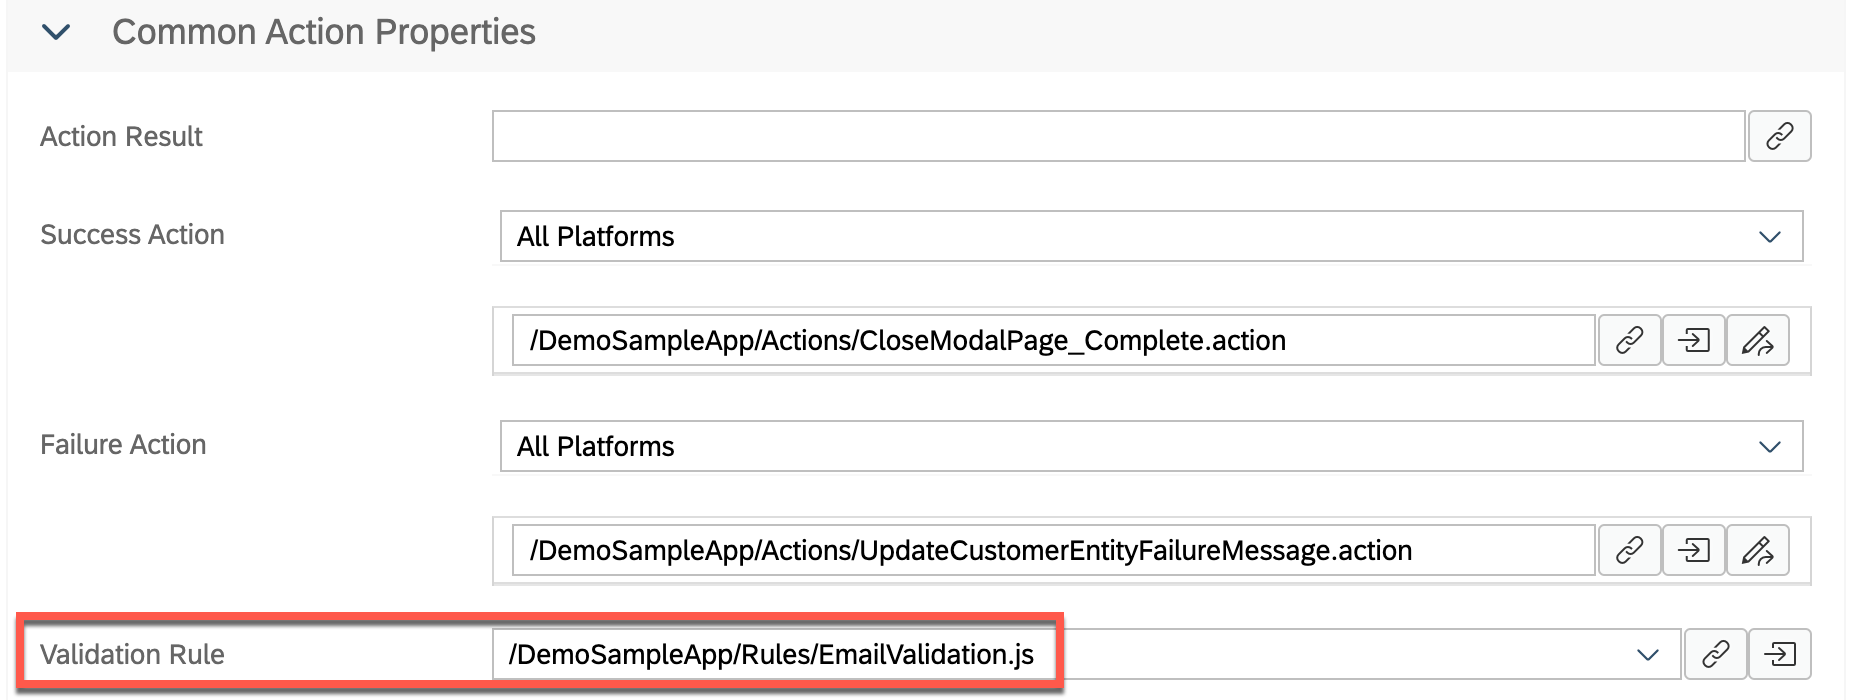 Common Action Properties
Action Result
Success Action
All Platforms
/DemoSampleApp/Actions/CloseModalPage_Complete.action
Failure Action
All Platforms
/DemoSampleApp/Actions/UpdateCustomerEntityFailureMessage.action
Validation Rule
/DemoSampleApp/Rules/EmailValidation.js